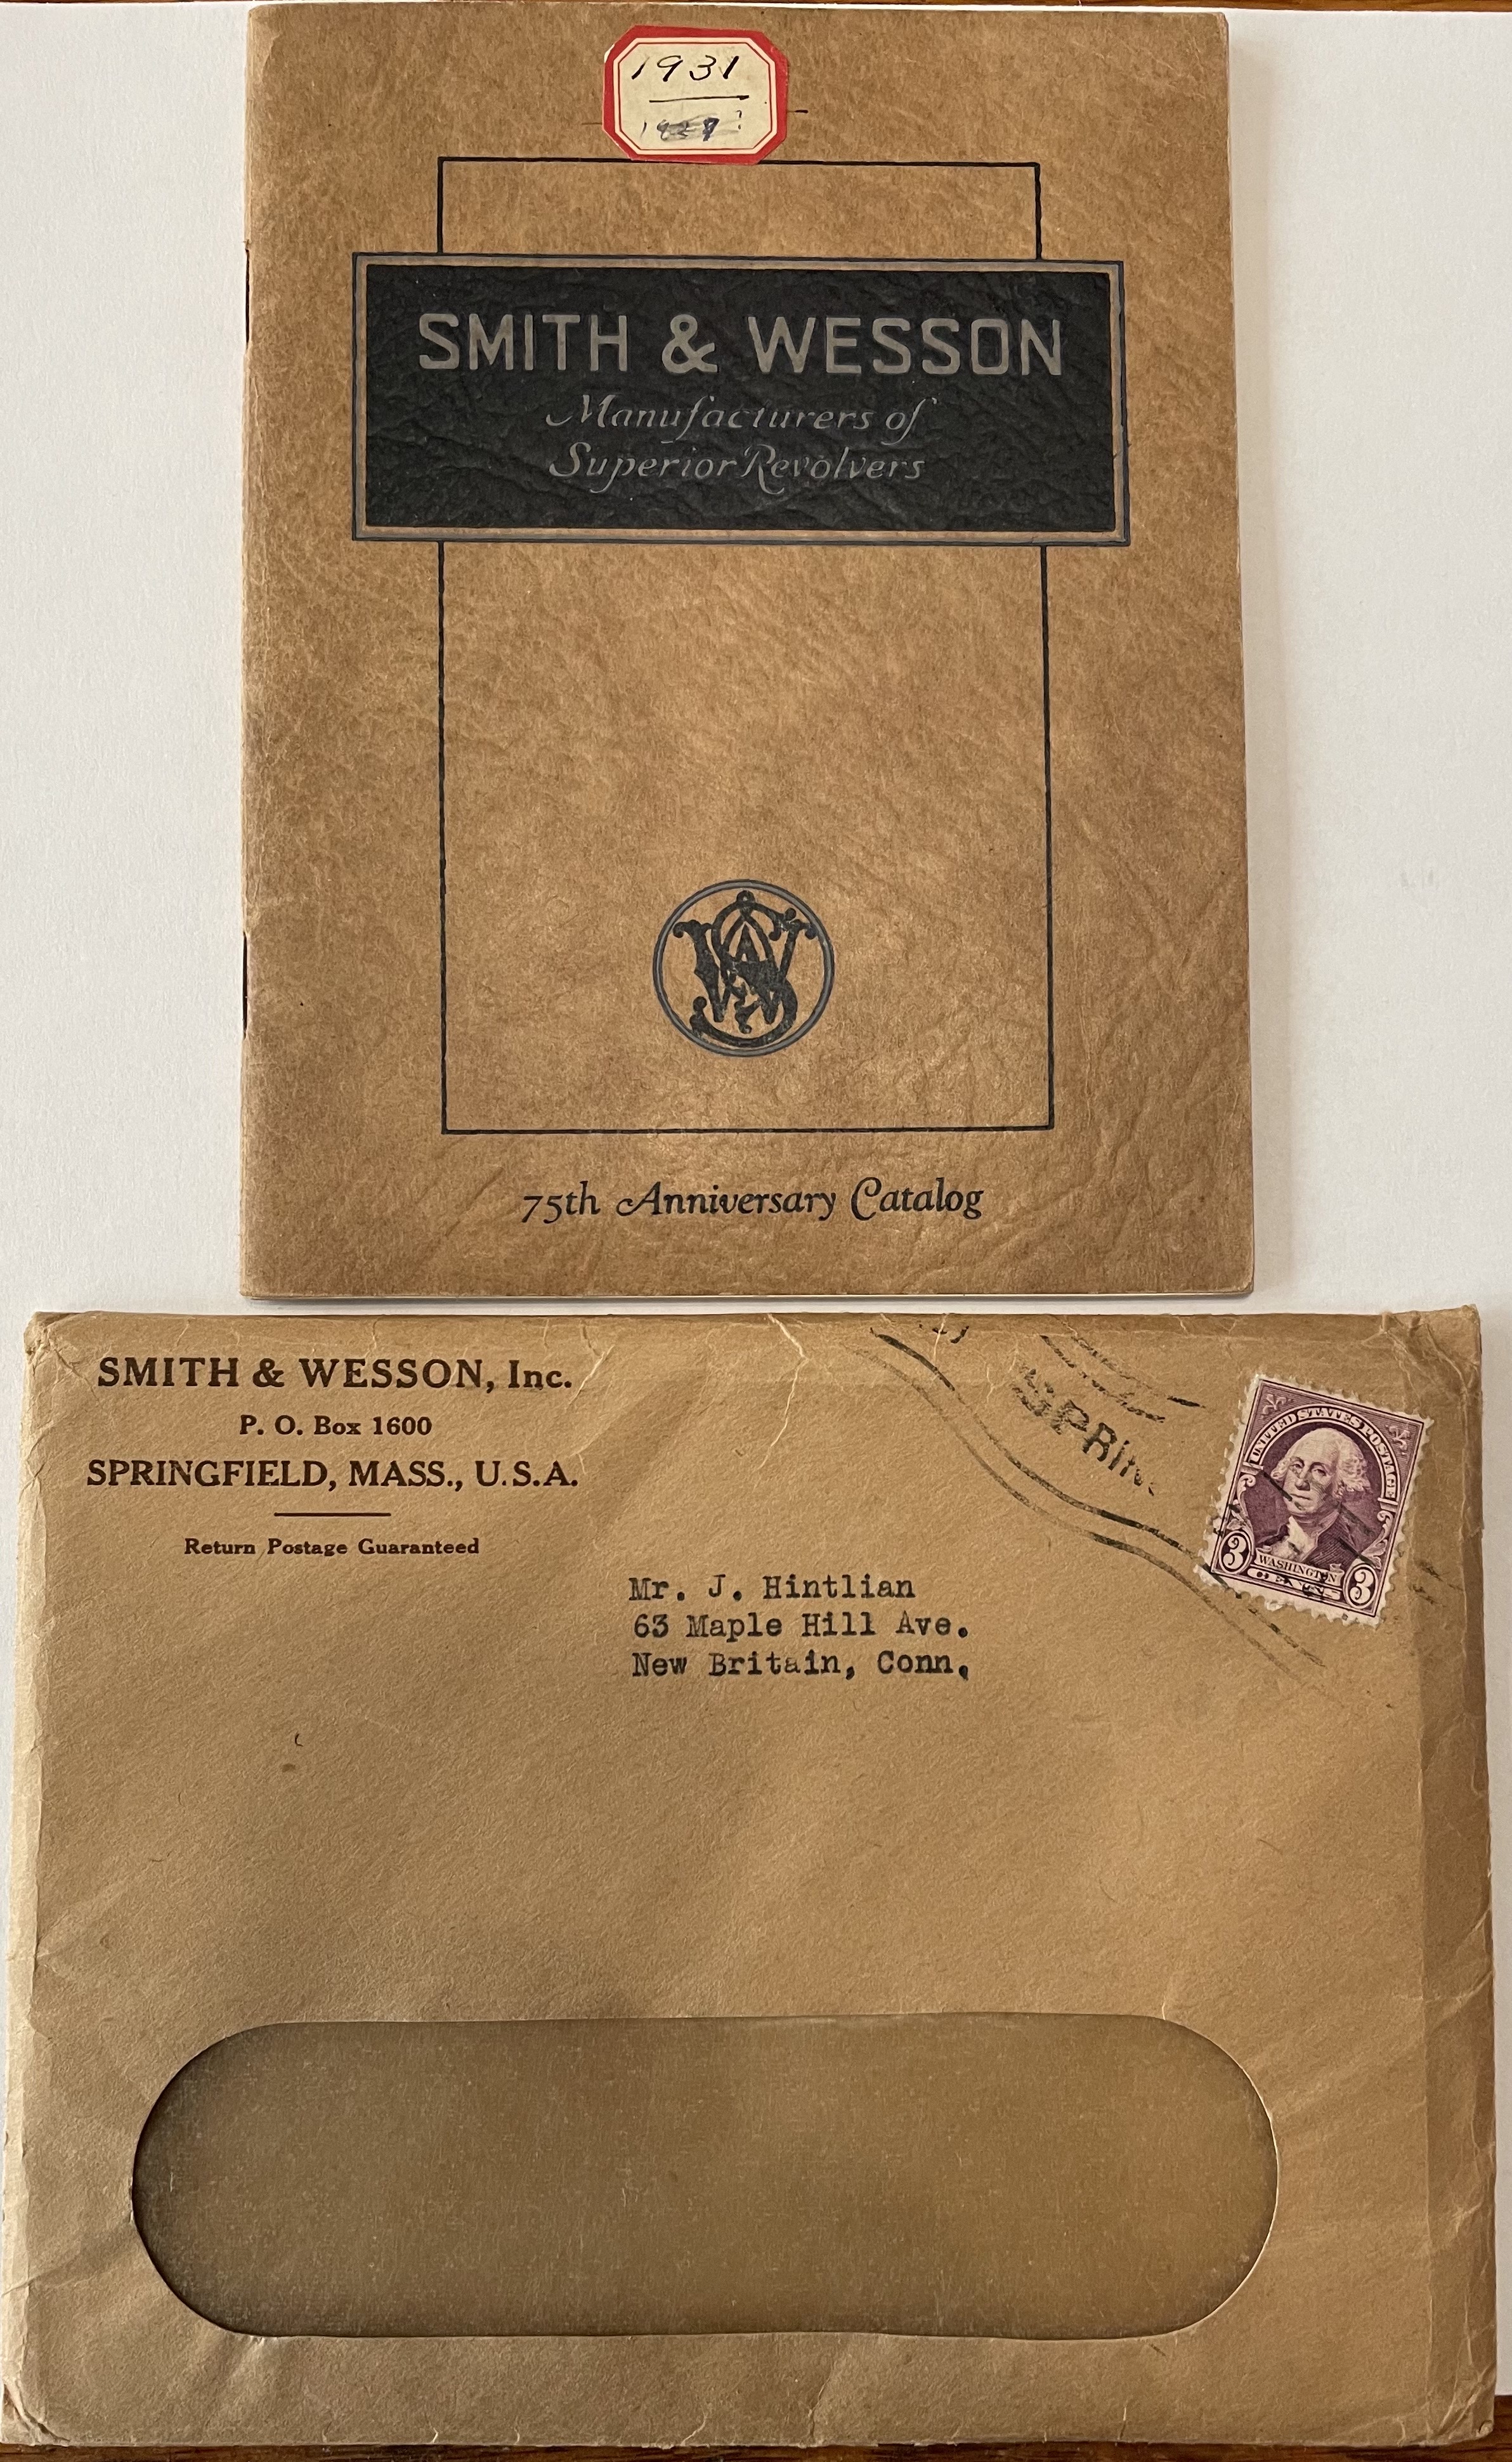 1931
SMITH & WESSON
Manufacturers of
Superior Revolvers
75th Anniversary Catalog
SMITH & WESSON, Inc.
P. O. Box 1600
SPRINGFIELD, MASS., U.S.A.
Return Postage Guaranteed
UNITED STATES POSTAGE
3 WASHINGTON 3
CENTS
Mr. J. Hintlian
63 Maple Hill Ave.
New Britain, Conn.